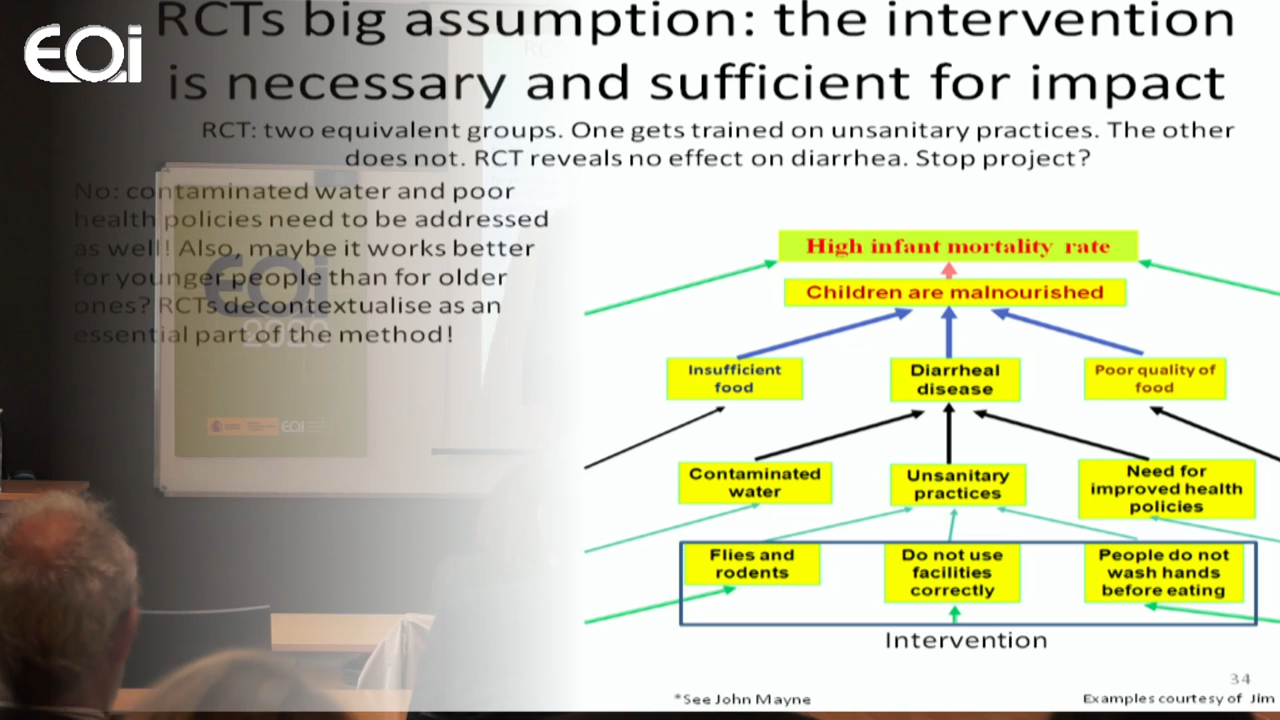 EOi
RCTs big assumption: the intervention
is necessary and sufficient for impact
RCT: two equivalent groups. One gets trained on unsanitary practices. The other
does not. RCT reveals no effect on diarrhea. Stop project?
No: contaminated water and poor
health policies need to be addressed
as well! Also, maybe it works better
for younger people than for older
ones? RCTs decontextualise as an
essential part of the method!
EOi
2020
EOi
High infant mortality rate
Children are malnourished
Insufficient
food
Diarrheal
disease
Poor quality of
food
Contaminated
water
Unsanitary
practices
Need for
improved health
policies
Flies and
rodents
Do not use
facilities
correctly
People do not
wash hands
before eating
Intervention
34
*See John Mayne
Examples courtesy of Jim